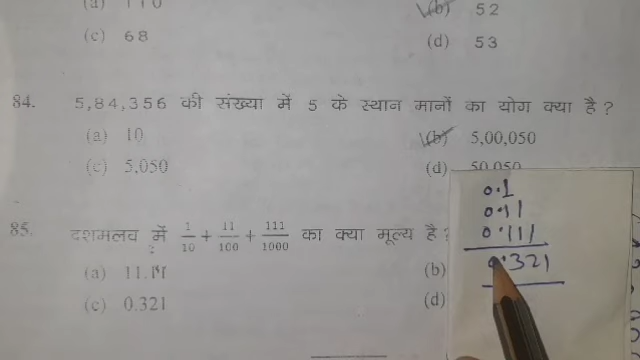 (b) 52
(c) 68
(d) 53
84. 5,84,356 की संख्या में 5 के स्थान मानों का योग क्या है ?
(a) 10
(b) 5,00,050
(c) 5,050
(d) 50,050
85. दशमलव में 1/10 + 11/100 + 111/1000 का क्या मूल्य है ?
(a)
(b)
(c) 0.321
(d)
0.1
0.11
0.111
0.321